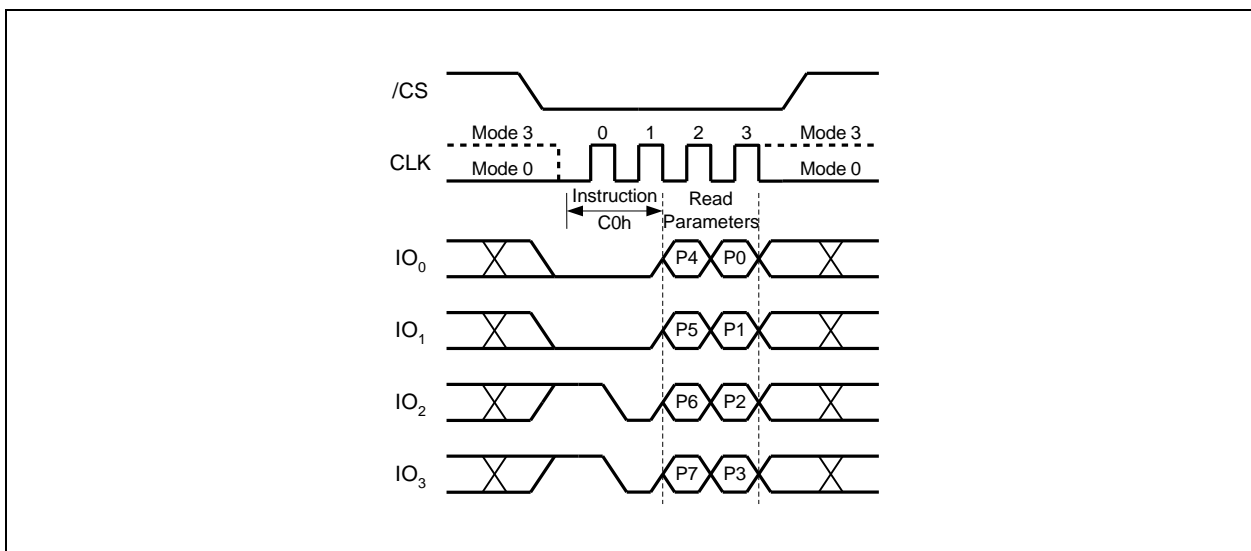 /CS
Mode 3 0 1 2 3 Mode 3
CLK
Mode 0 Mode 0
Instruction Read
C0h Parameters
IO0 P4 P0
IO1 P5 P1
IO2 P6 P2
IO3 P7 P3